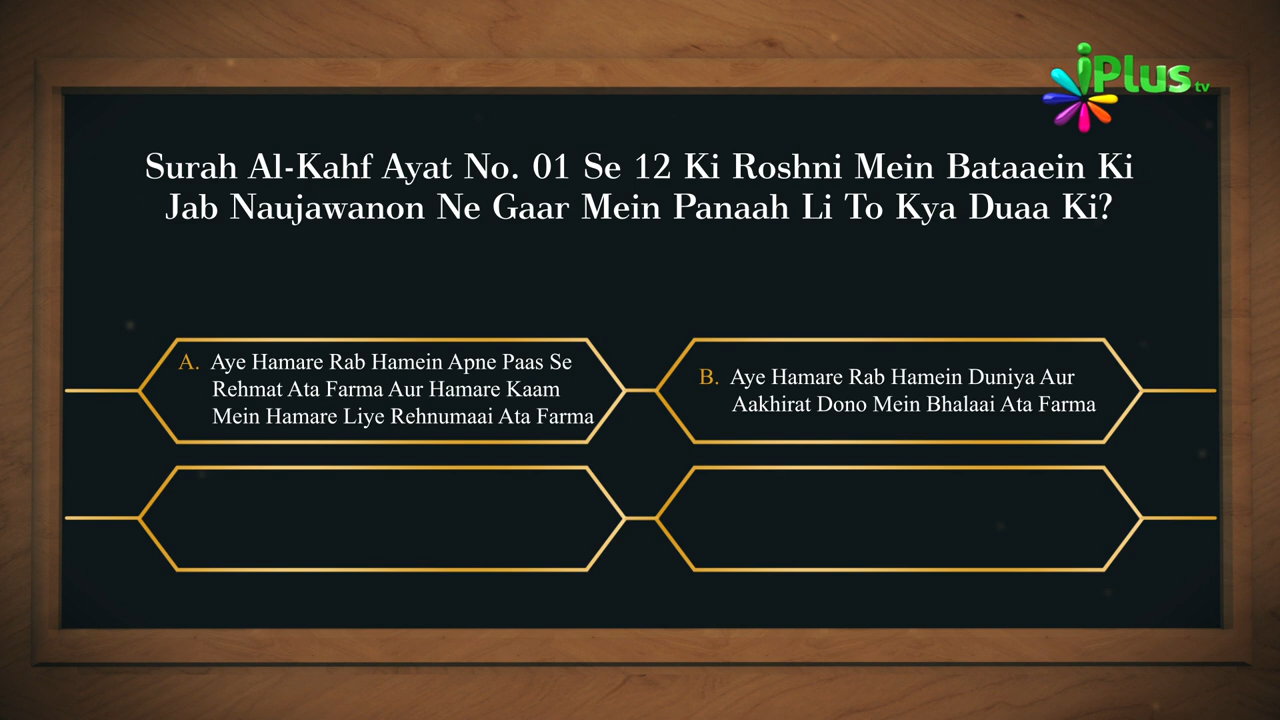 iPlus tv
Surah Al-Kahf Ayat No. 01 Se 12 Ki Roshni Mein Bataaein Ki
Jab Naujawanon Ne Gaar Mein Panaah Li To Kya Duaa Ki?
A. Aye Hamare Rab Hamein Apne Paas Se
Rehmat Ata Farma Aur Hamare Kaam
Mein Hamare Liye Rehnumaai Ata Farma
B. Aye Hamare Rab Hamein Duniya Aur
Aakhirat Dono Mein Bhalaai Ata Farma